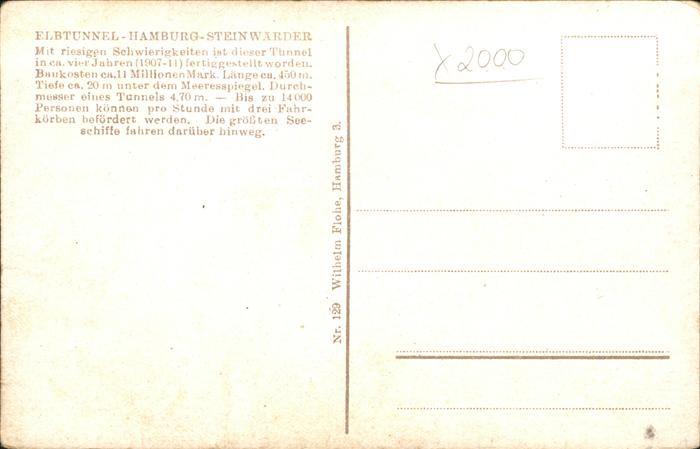 ELBTUNNEL-HAMBURG-STEINWÄRDER
Mit riesigen Schwierigkeiten ist dieser Tunnel
in ca. vier Jahren (1907-11) fertiggestellt worden.
Baukosten ca. 11 Millionen Mark. Länge ca. 450 m.
Tiefe ca. 20 m unter dem Meeresspiegel. Durch-
messer eines Tunnels 4,70 m. — Bis zu 14000
Personen können pro Stunde mit drei Fahr-
körben befördert werden. Die größten See-
schiffe fahren darüber hinweg.
Nr. 129 Wilhelm Flohe, Hamburg 3.
X2000